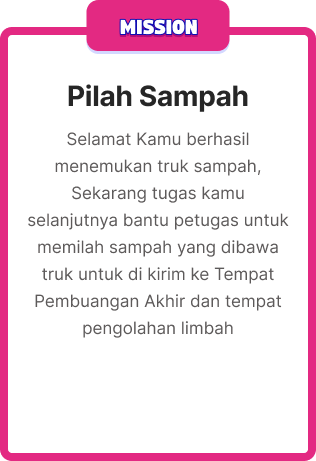 MISSION
Pilah Sampah
Selamat Kamu berhasil
menemukan truk sampah,
Sekarang tugas kamu
selanjutnya bantu petugas untuk
memilah sampah yang dibawa
truk untuk di kirim ke Tempat
Pembuangan Akhir dan tempat
pengolahan limbah